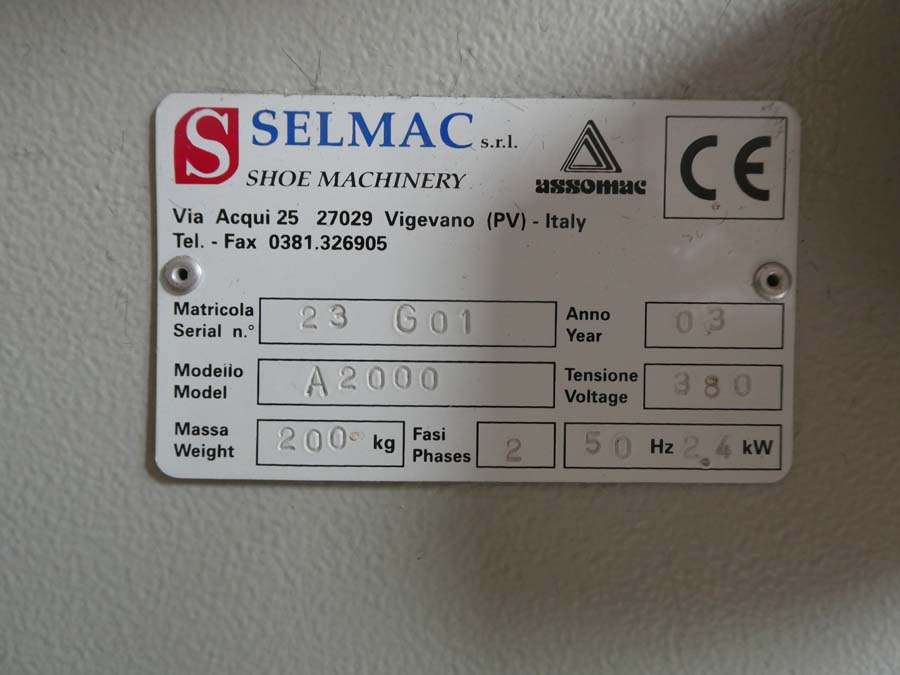 S SELMAC s.r.l.
SHOE MACHINERY
assomac
CE
Via Acqui 25 27029 Vigevano (PV) - Italy
Tel. - Fax 0381.326905
Matricola
Serial n.° 23 G01
Anno
Year 03
Modello
Model A2000
Tensione
Voltage 380
Massa
Weight 200 kg
Fasi
Phases 2
50 Hz 2.4 kW